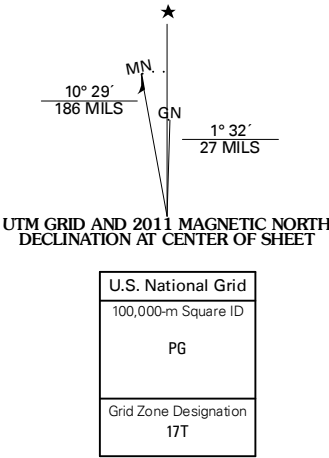 MN
10° 29´
186 MILS
GN
1° 32´
27 MILS
UTM GRID AND 2011 MAGNETIC NORTH
DECLINATION AT CENTER OF SHEET
U.S. National Grid
100,000-m Square ID
PG
Grid Zone Designation
17T